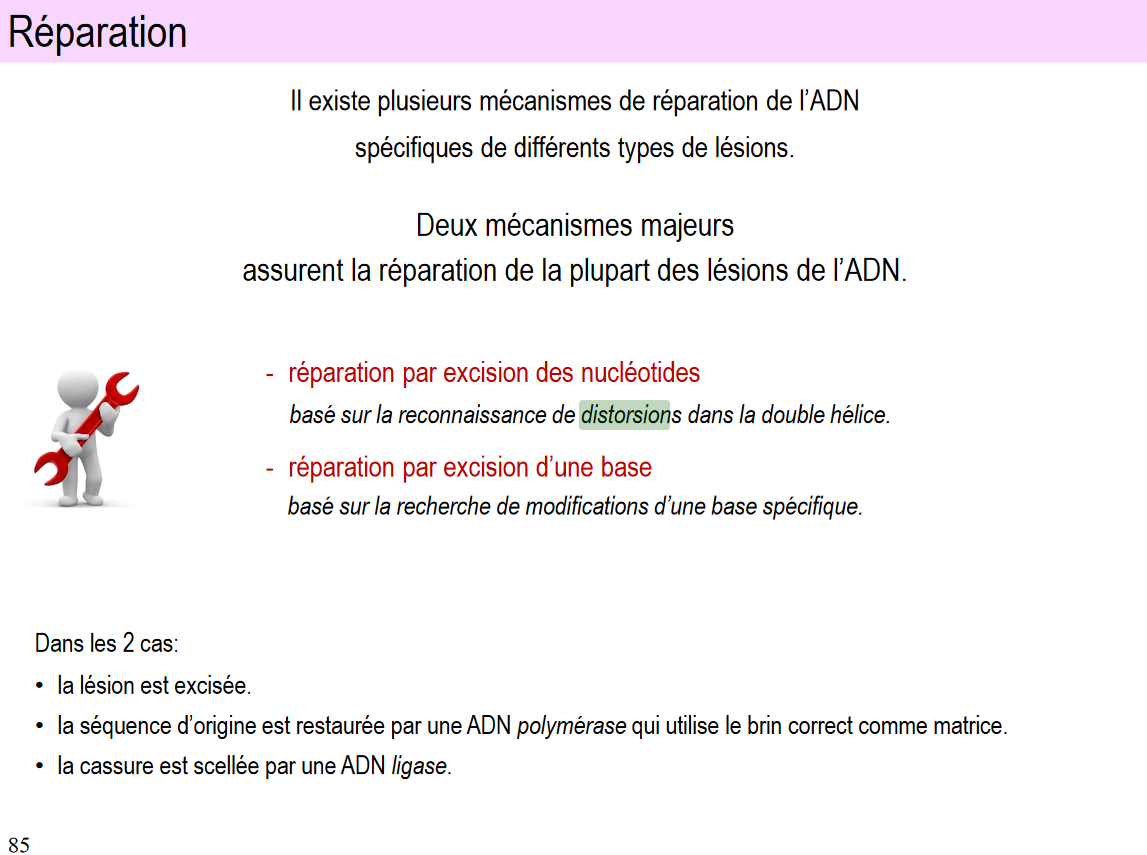 Réparation
Il existe plusieurs mécanismes de réparation de l’ADN
spécifiques de différents types de lésions.
Deux mécanismes majeurs
assurent la réparation de la plupart des lésions de l’ADN.
- réparation par excision des nucléotides
basé sur la reconnaissance de distorsions dans la double hélice.
- réparation par excision d’une base
basé sur la recherche de modifications d’une base spécifique.
Dans les 2 cas:
• la lésion est excisée.
• la séquence d’origine est restaurée par une ADN polymérase qui utilise le brin correct comme matrice.
• la cassure est scellée par une ADN ligase.
85